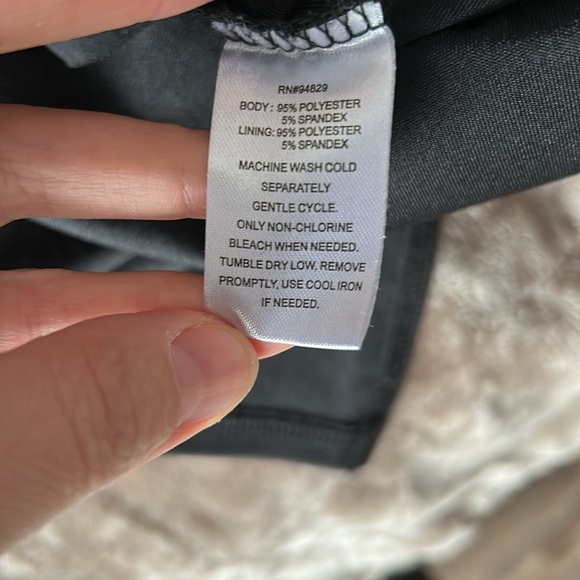 RN#94829
BODY: 95% POLYESTER
5% SPANDEX
LINING: 95% POLYESTER
5% SPANDEX
MACHINE WASH COLD
SEPARATELY
GENTLE CYCLE.
ONLY NON-CHLORINE
BLEACH WHEN NEEDED.
TUMBLE DRY LOW, REMOVE
PROMPTLY, USE COOL IRON
IF NEEDED.